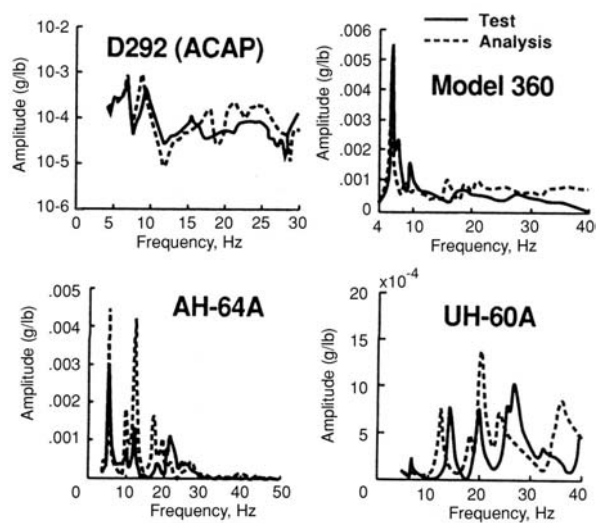 D292 (ACAP)
10-2
10-3
10-4
10-5
10-6
Amplitude (g/lb)
0 5 10 15 20 25 30
Frequency, Hz
Test
Analysis
Model 360
.006
.005
.004
.003
.002
.001
0
Amplitude (g/lb)
4 10 20 30 40
Frequency, Hz
AH-64A
.005
.004
.003
.002
.001
Amplitude (g/lb)
0 10 20 30 40 50
Frequency, Hz
UH-60A
x10-4
20
15
10
5
Amplitude (g/lb)
0 10 20 30 40
Frequency, Hz